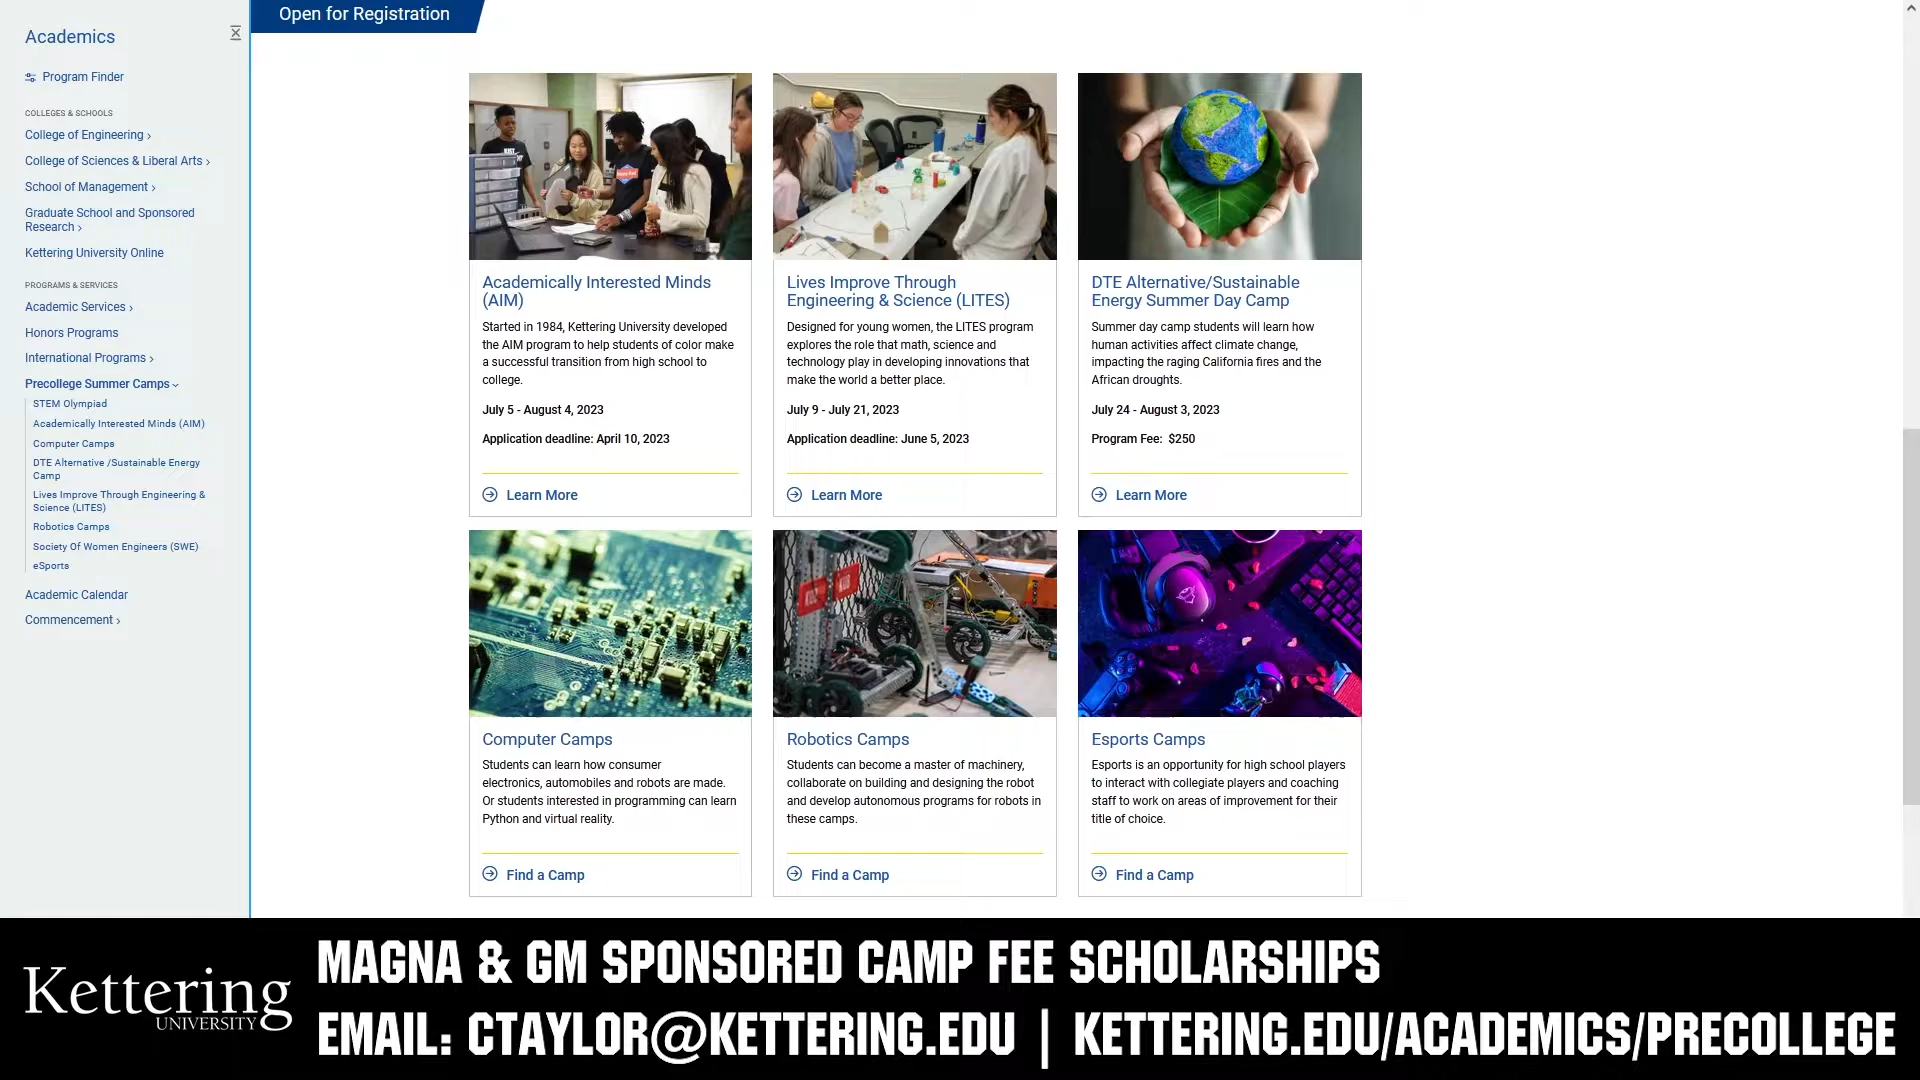 Open for Registration
Academics
Program Finder
COLLEGES & SCHOOLS
College of Engineering ›
College of Sciences & Liberal Arts ›
School of Management ›
Graduate School and Sponsored
Research ›
Kettering University Online
PROGRAMS & SERVICES
Academic Services ›
Honors Programs
International Programs ›
Precollege Summer Camps
STEM Olympiad
Academically Interested Minds (AIM)
Computer Camps
DTE Alternative /Sustainable Energy
Camp
Lives Improve Through Engineering &
Science (LITES)
Robotics Camps
Society Of Women Engineers (SWE)
eSports
Academic Calendar
Commencement ›
Academically Interested Minds
(AIM)
Started in 1984, Kettering University developed
the AIM program to help students of color make
a successful transition from high school to
college.
July 5 - August 4, 2023
Application deadline: April 10, 2023
Learn More
Lives Improve Through
Engineering & Science (LITES)
Designed for young women, the LITES program
explores the role that math, science and
technology play in developing innovations that
make the world a better place.
July 9 - July 21, 2023
Application deadline: June 5, 2023
Learn More
DTE Alternative/Sustainable
Energy Summer Day Camp
Summer day camp students will learn how
human activities affect climate change,
impacting the raging California fires and the
African droughts.
July 24 - August 3, 2023
Program Fee: $250
Learn More
Computer Camps
Students can learn how consumer
electronics, automobiles and robots are made.
Or students interested in programming can learn
Python and virtual reality.
Find a Camp
Robotics Camps
Students can become a master of machinery,
collaborate on building and designing the robot
and develop autonomous programs for robots in
these camps.
Find a Camp
Esports Camps
Esports is an opportunity for high school players
to interact with collegiate players and coaching
staff to work on areas of improvement for their
title of choice.
Find a Camp
Kettering
UNIVERSITY
MAGNA & GM SPONSORED CAMP FEE SCHOLARSHIPS
EMAIL: CTAYLOR@KETTERING.EDU | KETTERING.EDU/ACADEMICS/PRECOLLEGE